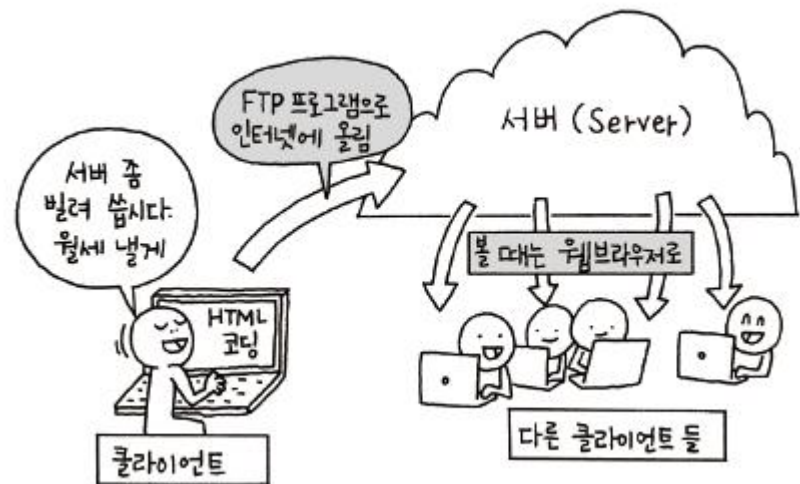 FTP 프로그램으로
인터넷에 올림
서버 (Server)
서버 좀
빌려 씁시다.
월세 낼게
볼 때는 웹브라우저로
HTML
코딩
클라이언트
다른 클라이언트 들